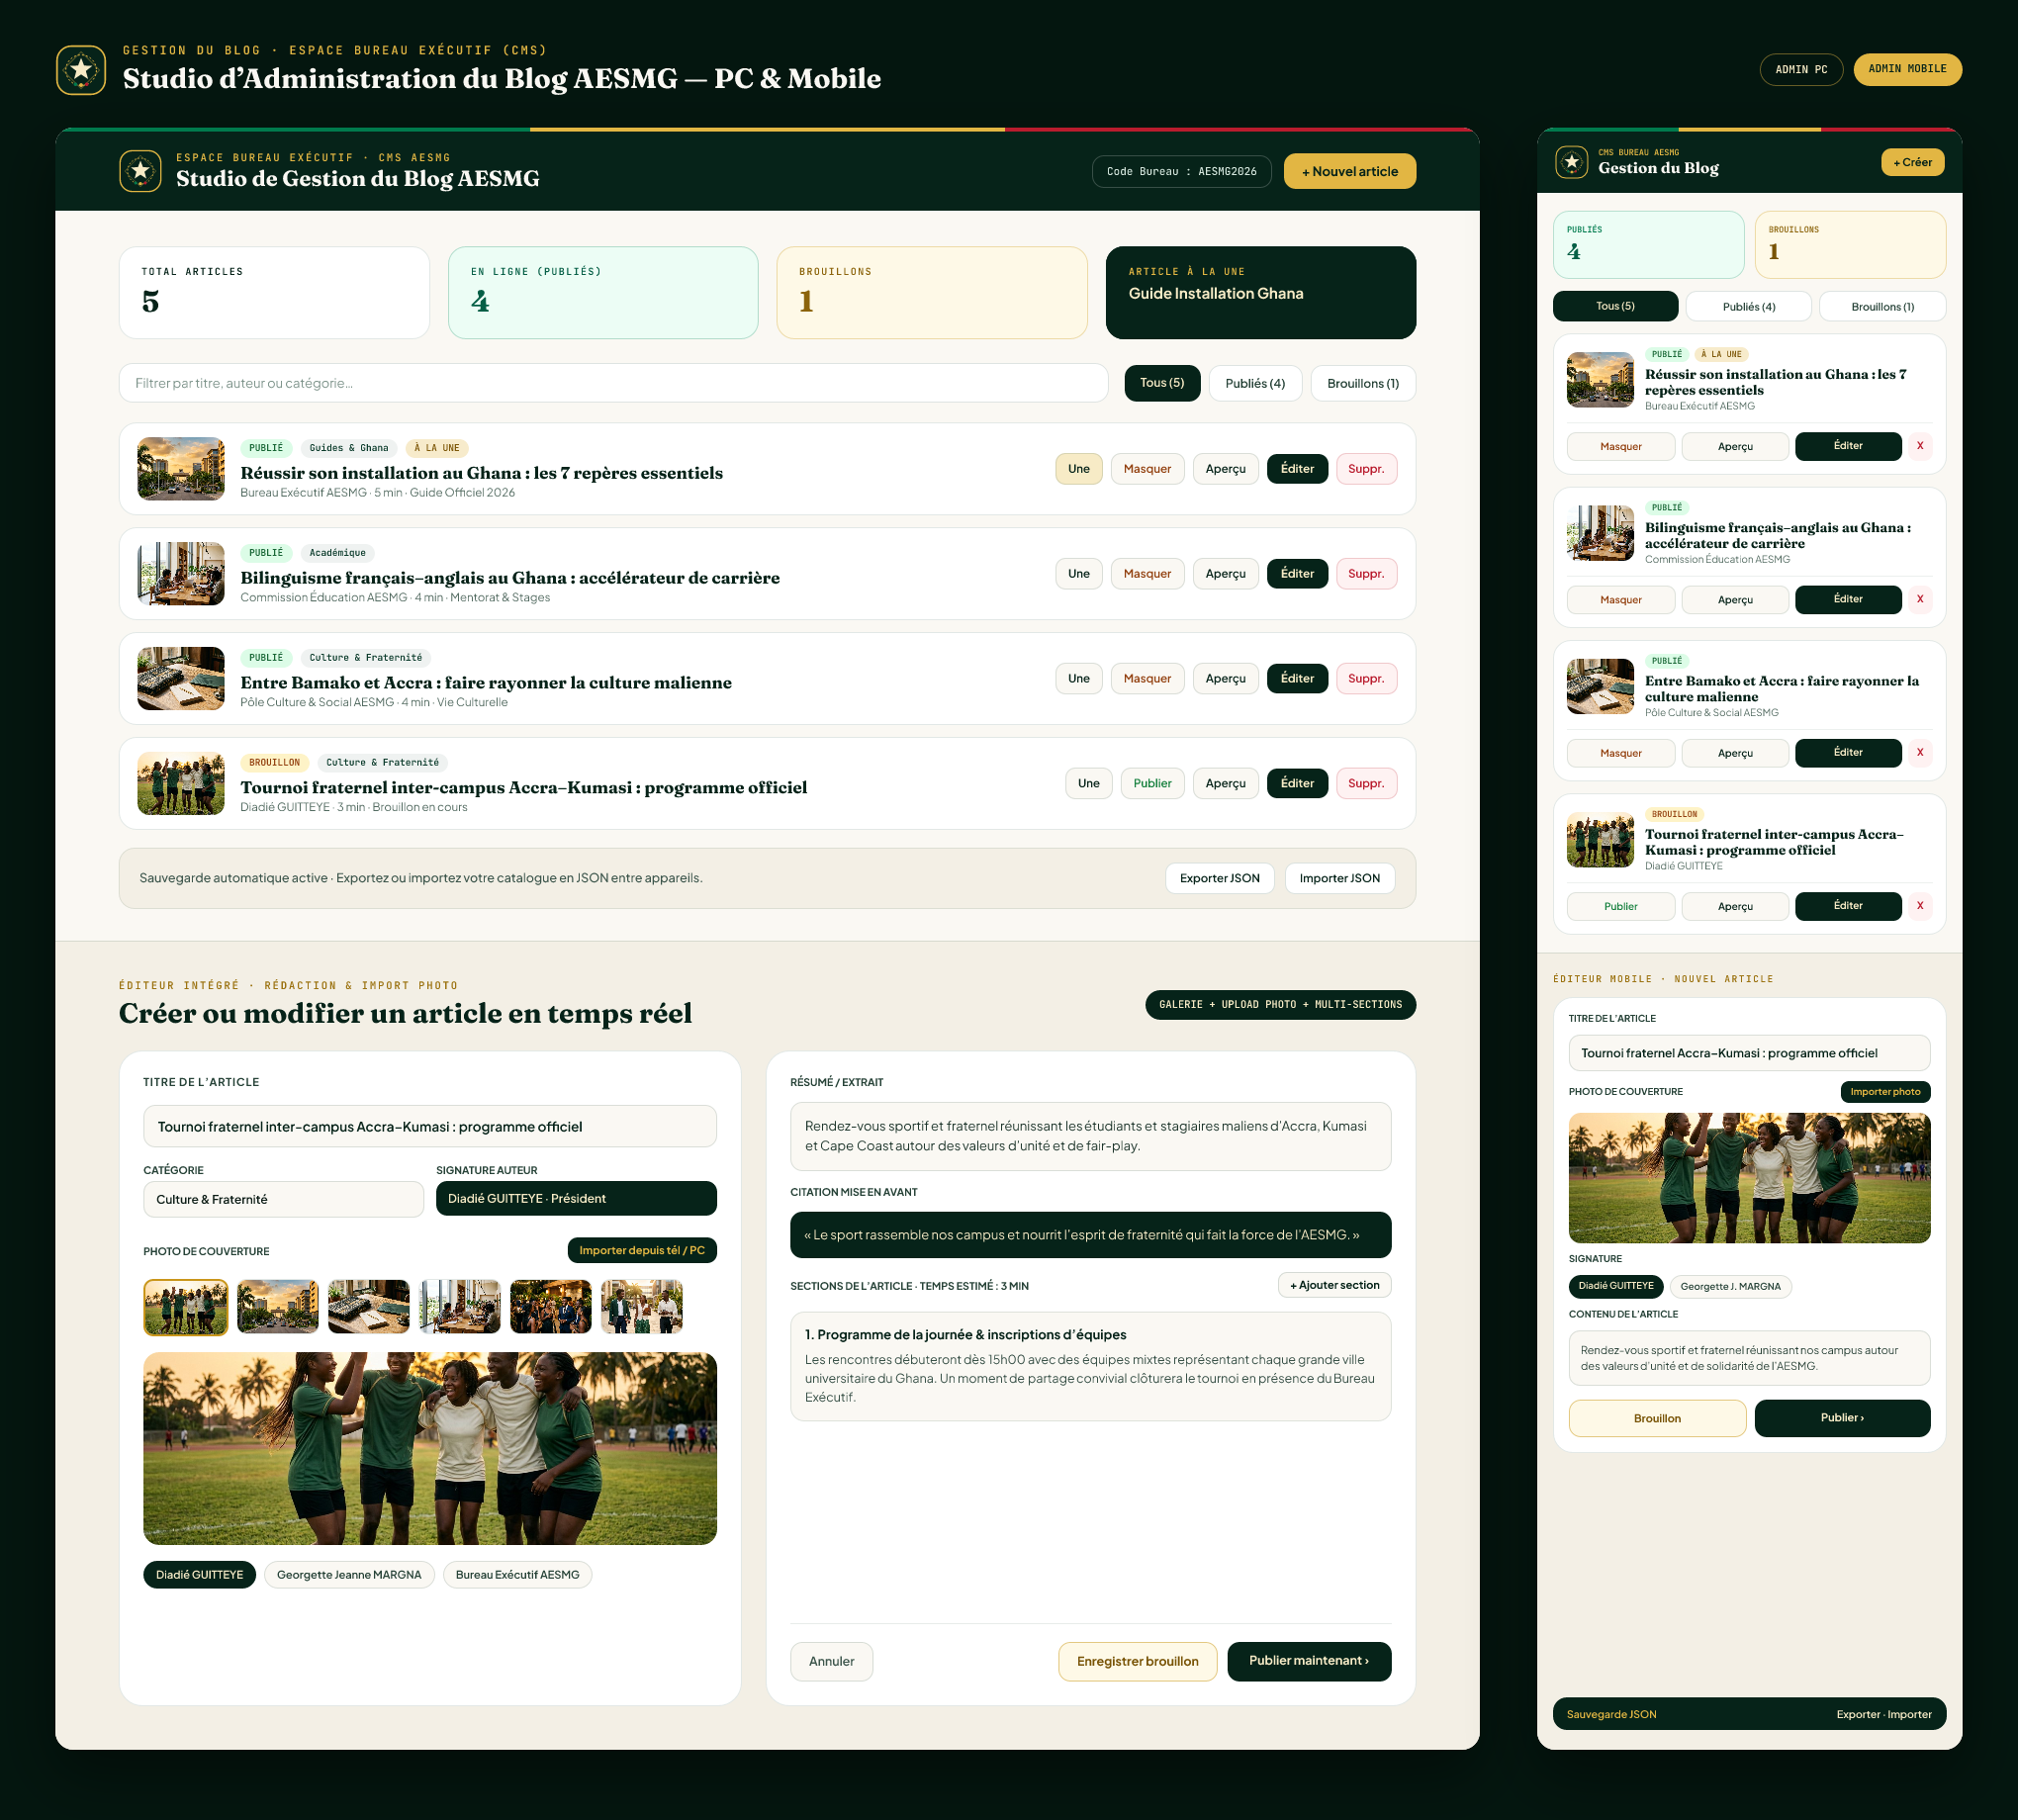 GESTION DU BLOG · ESPACE BUREAU EXÉCUTIF (CMS)
Studio d’Administration du Blog AESMG — PC & Mobile
ADMIN PC
ADMIN MOBILE
ESPACE BUREAU EXÉCUTIF · CMS AESMG
Studio de Gestion du Blog AESMG
Code Bureau : AESMG2026
+ Nouvel article
TOTAL ARTICLES
5
EN LIGNE (PUBLIÉS)
4
BROUILLONS
1
ARTICLE À LA UNE
Guide Installation Ghana
Filtrer par titre, auteur ou catégorie...
Tous (5)
Publiés (4)
Brouillons (1)
PUBLIÉ
Guides & Ghana
À LA UNE
Réussir son installation au Ghana : les 7 repères essentiels
Bureau Exécutif AESMG · 5 min · Guide Officiel 2026
Une
Masquer
Aperçu
Éditer
Suppr.
PUBLIÉ
Académique
Bilinguisme français–anglais au Ghana : accélérateur de carrière
Commission Éducation AESMG · 4 min · Mentorat & Stages
Une
Masquer
Aperçu
Éditer
Suppr.
PUBLIÉ
Culture & Fraternité
Entre Bamako et Accra : faire rayonner la culture malienne
Pôle Culture & Social AESMG · 4 min · Vie Culturelle
Une
Masquer
Aperçu
Éditer
Suppr.
BROUILLON
Culture & Fraternité
Tournoi fraternel inter-campus Accra–Kumasi : programme officiel
Diadié GUITTEYE · 3 min · Brouillon en cours
Une
Publier
Aperçu
Éditer
Suppr.
Sauvegarde automatique active · Exportez ou importez votre catalogue en JSON entre appareils.
Exporter JSON
Importer JSON
ÉDITEUR INTÉGRÉ · RÉDACTION & IMPORT PHOTO
Créer ou modifier un article en temps réel
GALERIE + UPLOAD PHOTO + MULTI-SECTIONS
TITRE DE L’ARTICLE
Tournoi fraternel inter-campus Accra–Kumasi : programme officiel
CATÉGORIE
SIGNATURE AUTEUR
Culture & Fraternité
Diadié GUITTEYE · Président
PHOTO DE COUVERTURE
Importer depuis tél / PC
Diadié GUITTEYE
Georgette Jeanne MARGNA
Bureau Exécutif AESMG
RÉSUMÉ / EXTRAIT
Rendez-vous sportif et fraternel réunissant les étudiants et stagiaires maliens d’Accra, Kumasi
et Cape Coast autour des valeurs d’unité et de fair-play.
CITATION MISE EN AVANT
« Le sport rassemble nos campus et nourrit l’esprit de fraternité qui fait la force de l’AESMG. »
SECTIONS DE L’ARTICLE · TEMPS ESTIMÉ : 3 MIN
+ Ajouter section
1. Programme de la journée & inscriptions d’équipes
Les rencontres débuteront dès 15h00 avec des équipes mixtes représentant chaque grande ville
universitaire du Ghana. Un moment de partage convivial clôturera le tournoi en présence du Bureau
Exécutif.
Annuler
Enregistrer brouillon
Publier maintenant ›
CMS BUREAU AESMG
Gestion du Blog
+ Créer
PUBLIÉS
4
BROUILLONS
1
Tous (5)
Publiés (4)
Brouillons (1)
PUBLIÉ
À LA UNE
Réussir son installation au Ghana : les 7
repères essentiels
Bureau Exécutif AESMG
Masquer
Aperçu
Éditer
X
PUBLIÉ
Bilinguisme français–anglais au Ghana :
accélérateur de carrière
Commission Éducation AESMG
Masquer
Aperçu
Éditer
X
PUBLIÉ
Entre Bamako et Accra : faire rayonner la
culture malienne
Pôle Culture & Social AESMG
Masquer
Aperçu
Éditer
X
BROUILLON
Tournoi fraternel inter-campus Accra–
Kumasi : programme officiel
Diadié GUITTEYE
Publier
Aperçu
Éditer
X
ÉDITEUR MOBILE · NOUVEL ARTICLE
TITRE DE L’ARTICLE
Tournoi fraternel Accra–Kumasi : programme officiel
PHOTO DE COUVERTURE
Importer photo
SIGNATURE
Diadié GUITTEYE
Georgette J. MARGNA
CONTENU DE L’ARTICLE
Rendez-vous sportif et fraternel réunissant nos campus autour
des valeurs d’unité et de solidarité de l’AESMG.
Brouillon
Publier ›
Sauvegarde JSON
Exporter · Importer